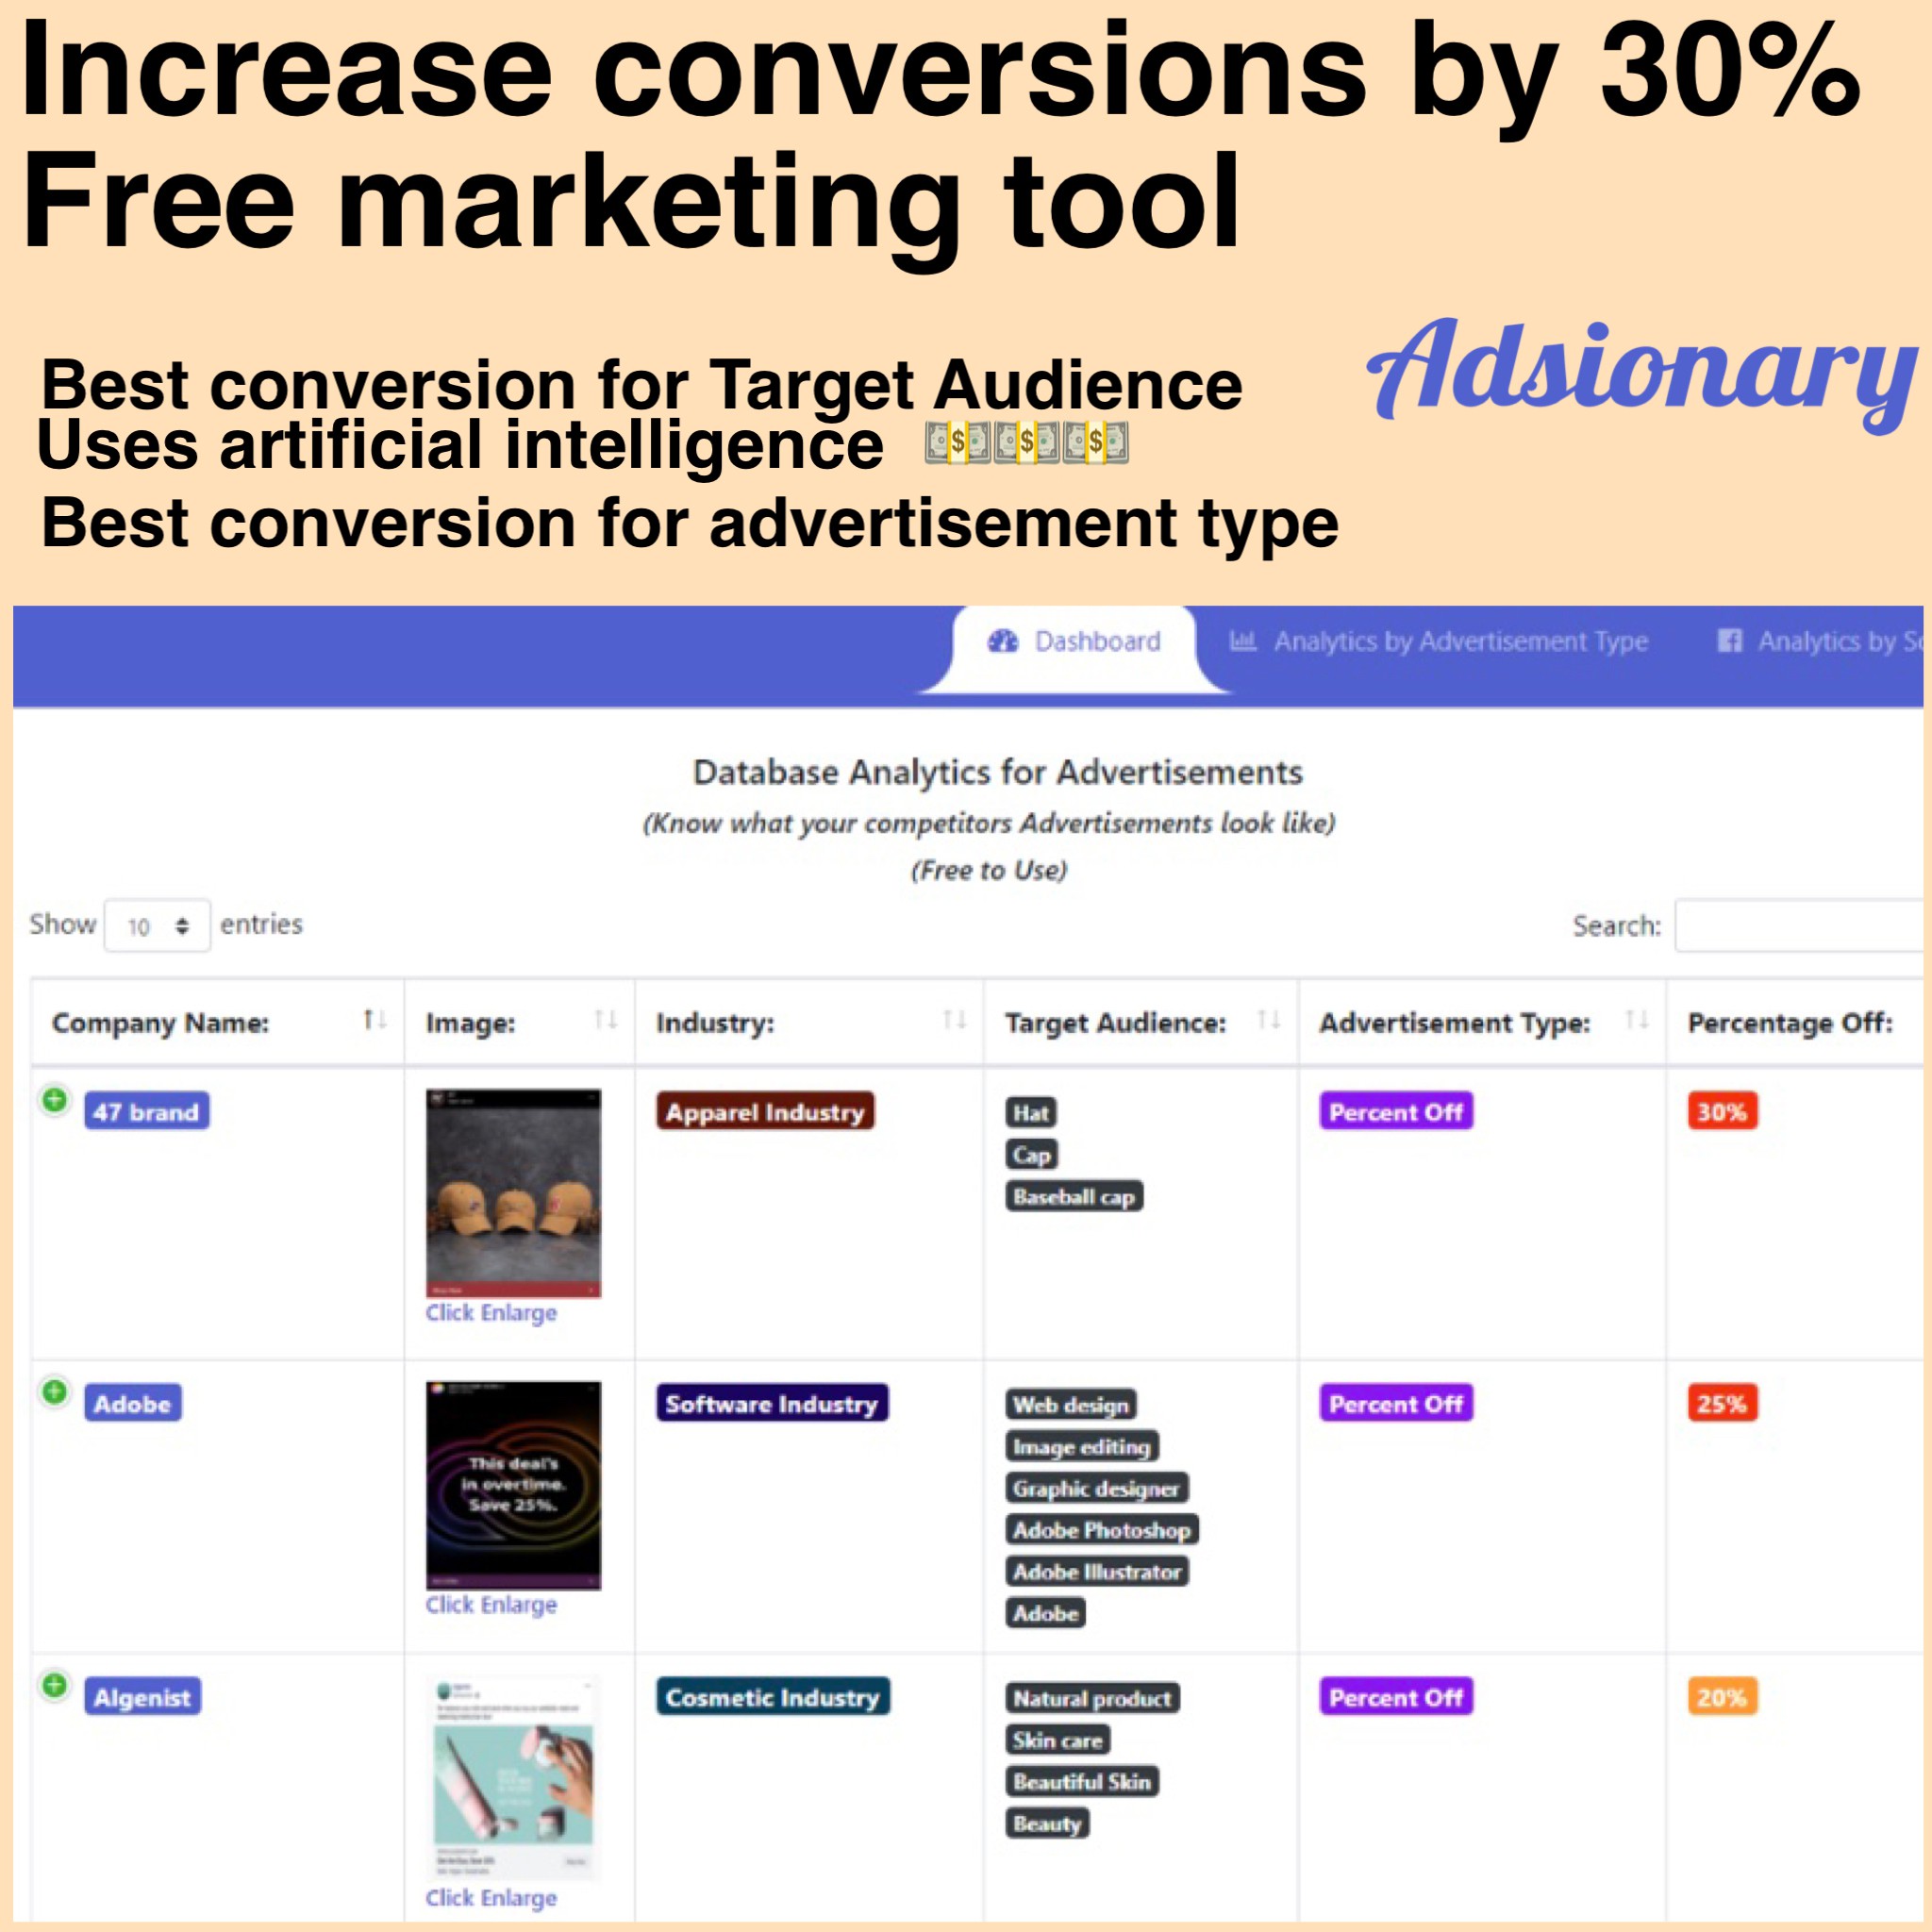 Increase conversions by 30%
Free marketing tool
Adsionary
Best conversion for Target Audience
Uses artificial intelligence 💵💵💵
Best conversion for advertisement type
Dashboard
Analytics by Advertisement Type
Analytics by
Database Analytics for Advertisements
(Know what your competitors Advertisements look like)
(Free to Use)
Show 10 entries
Search:
Company Name:
Image:
Industry:
Target Audience:
Advertisement Type:
Percentage Off:
47 brand
Click Enlarge
Apparel Industry
Hat
Cap
Baseball cap
Percent Off
30%
Adobe
This deal's
in overtime.
Save 25%.
Click Enlarge
Software Industry
Web design
Image editing
Graphic designer
Adobe Photoshop
Adobe Illustrator
Adobe
Percent Off
25%
Algenist
Click Enlarge
Cosmetic Industry
Natural product
Skin care
Beautiful Skin
Beauty
Percent Off
20%